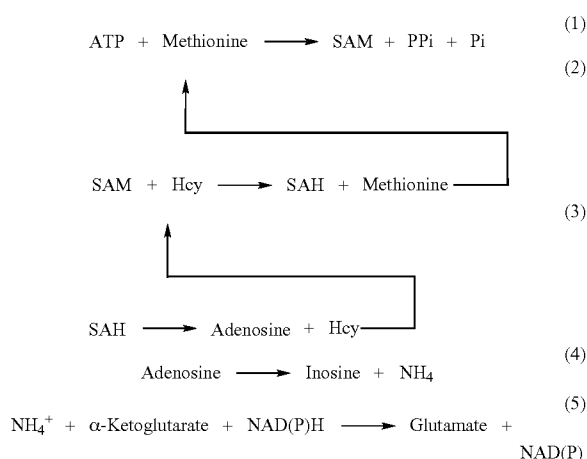 (1)
ATP + Methionine ⟶ SAM + PPi + Pi
(2)
SAM + Hcy ⟶ SAH + Methionine
(3)
SAH ⟶ Adenosine + Hcy
(4)
Adenosine ⟶ Inosine + NH4
(5)
NH4+ + α-Ketoglutarate + NAD(P)H ⟶ Glutamate +
NAD(P)